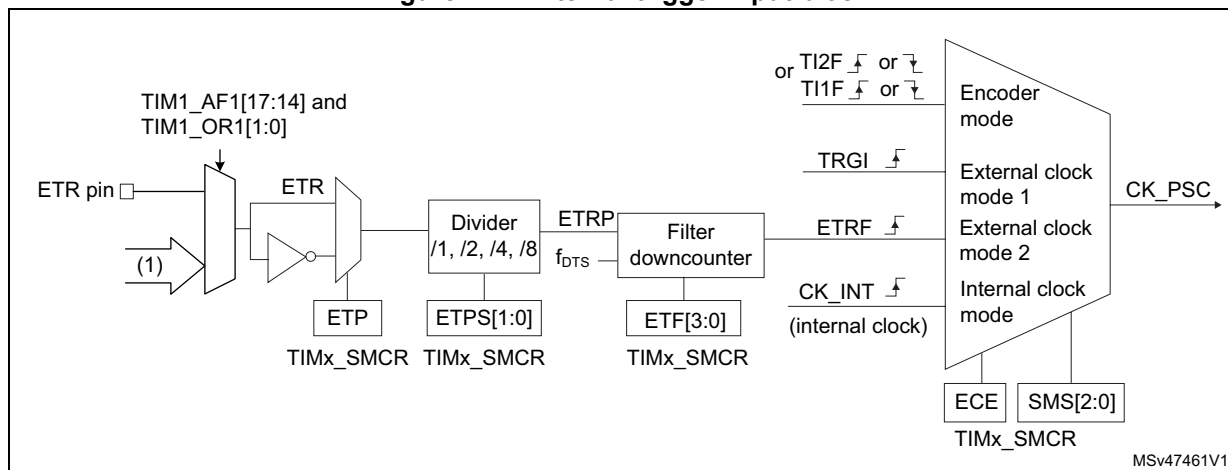 or TI2F or
TI1F or
Encoder
mode
TIM1_AF1[17:14] and
TIM1_OR1[1:0]
TRGI
External clock
mode 1
CK_PSC
ETR pin
ETR
Divider
/1, /2, /4, /8
ETRP
fDTS
Filter
downcounter
ETRF
External clock
mode 2
(1)
CK_INT
(internal clock)
Internal clock
mode
ETP
TIMx_SMCR
ETPS[1:0]
TIMx_SMCR
ETF[3:0]
TIMx_SMCR
ECE
SMS[2:0]
TIMx_SMCR
MSv47461V1